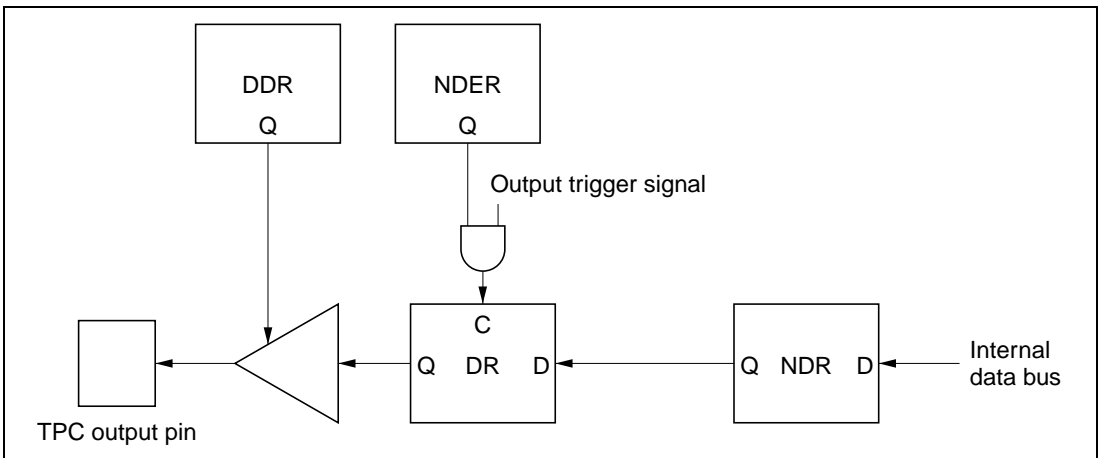 DDR
Q
NDER
Q
Output trigger signal
C
Q DR D
Q NDR D
Internal
data bus
TPC output pin